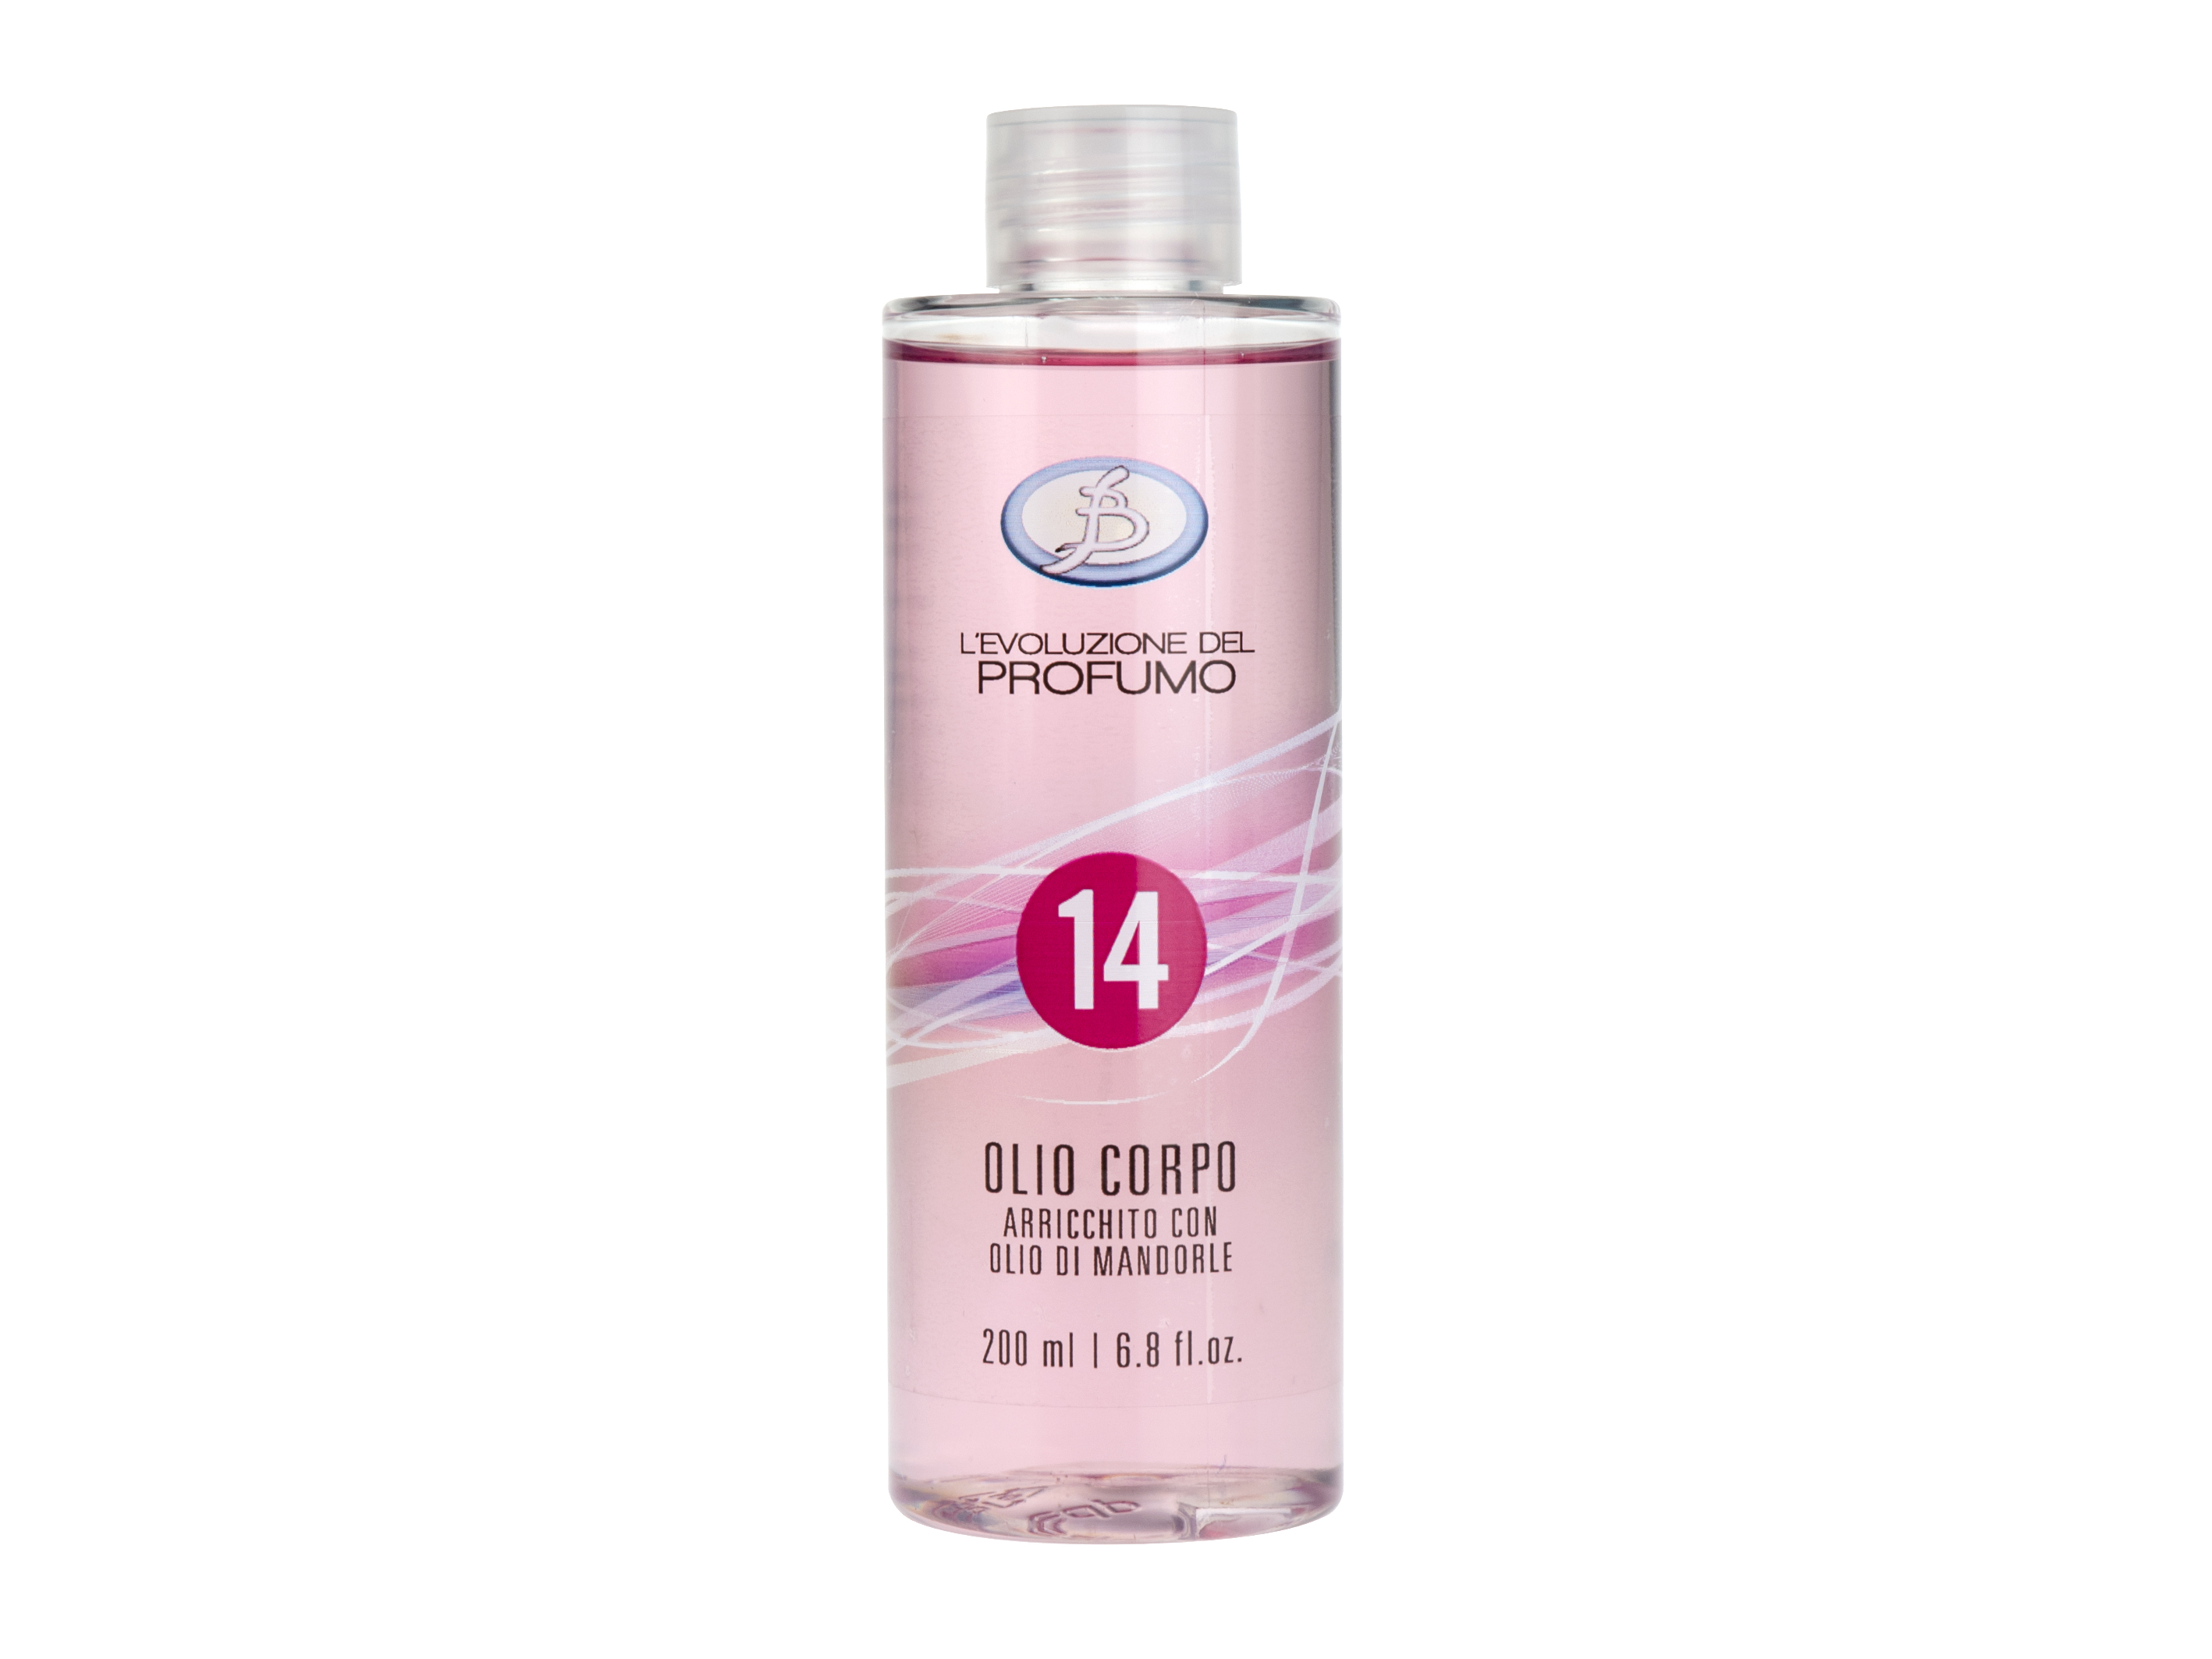 B
L'EVOLUZIONE DEL
PROFUMO
14
OLIO CORPO
ARRICCHITO CON
OLIO DI MANDORLE
200 ml | 6.8 fl.oz.